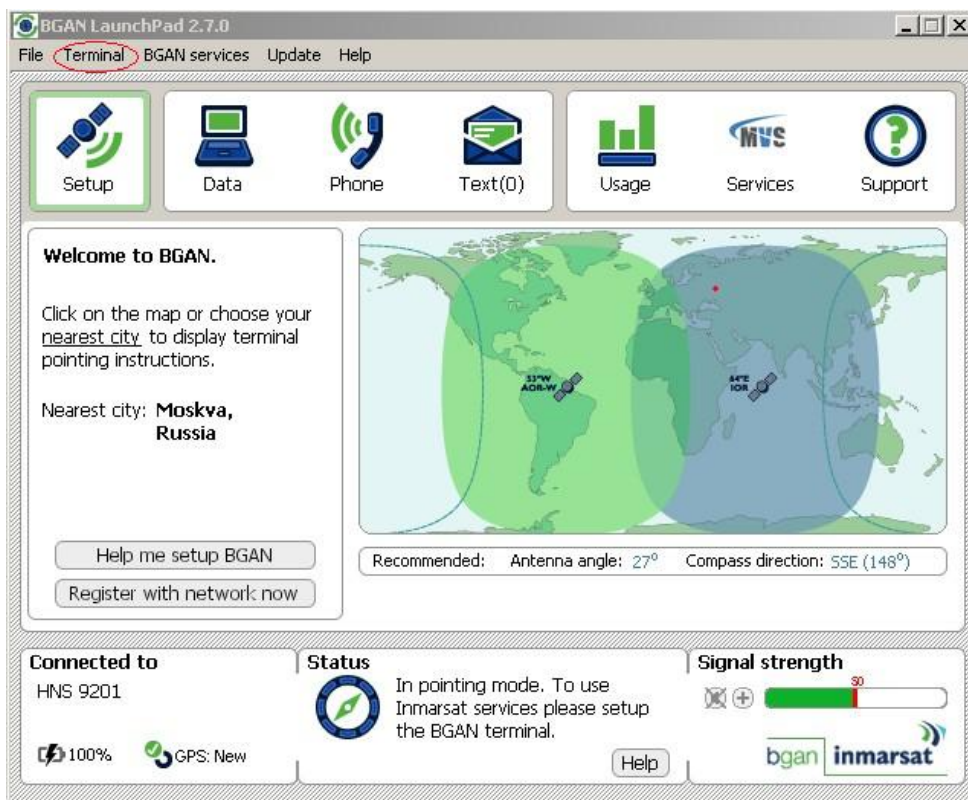 BGAN LaunchPad 2.7.0
File Terminal BGAN services Update Help
Setup Data Phone Text(0) Usage MVS Services Support
Welcome to BGAN.
Click on the map or choose your
nearest city to display terminal
pointing instructions.
Nearest city: Moskva,
Russia
Help me setup BGAN
Register with network now
53°W
AOR-W
64°E
IOR
Recommended: Antenna angle: 27° Compass direction: SSE (148°)
Connected to
HNS 9201
100% GPS: New
Status
In pointing mode. To use
Inmarsat services please setup
the BGAN terminal.
Help
Signal strength
50
bgan inmarsat